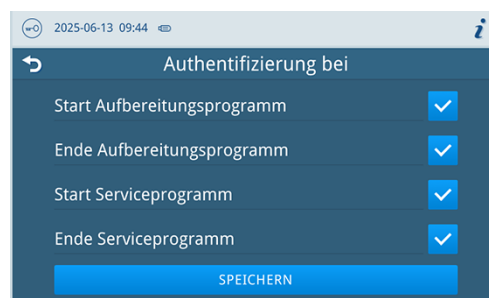 2025-06-13 09:44
i
Authentifizierung bei
Start Aufbereitungsprogramm
Ende Aufbereitungsprogramm
Start Serviceprogramm
Ende Serviceprogramm
SPEICHERN